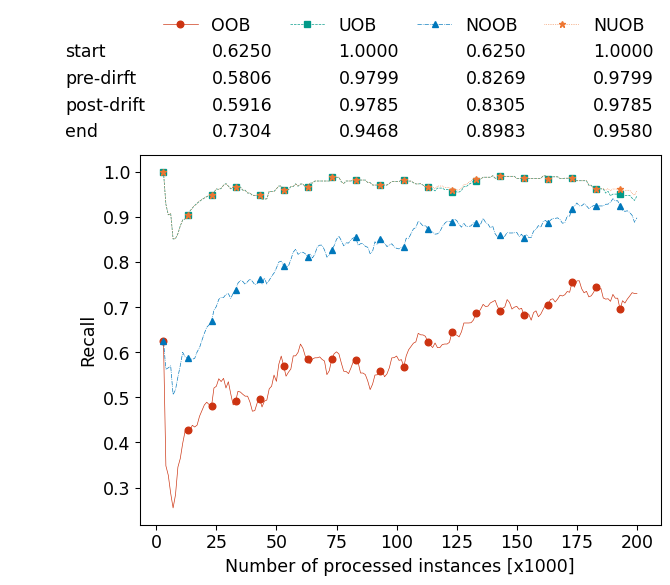 OOB UOB NOOB NUOB
start 0.6250 1.0000 0.6250 1.0000
pre-dirft 0.5806 0.9799 0.8269 0.9799
post-drift 0.5916 0.9785 0.8305 0.9785
end 0.7304 0.9468 0.8983 0.9580
1.0
0.9
0.8
0.7
0.6
0.5
0.4
0.3
Recall
0 25 50 75 100 125 150 175 200
Number of processed instances [x1000]